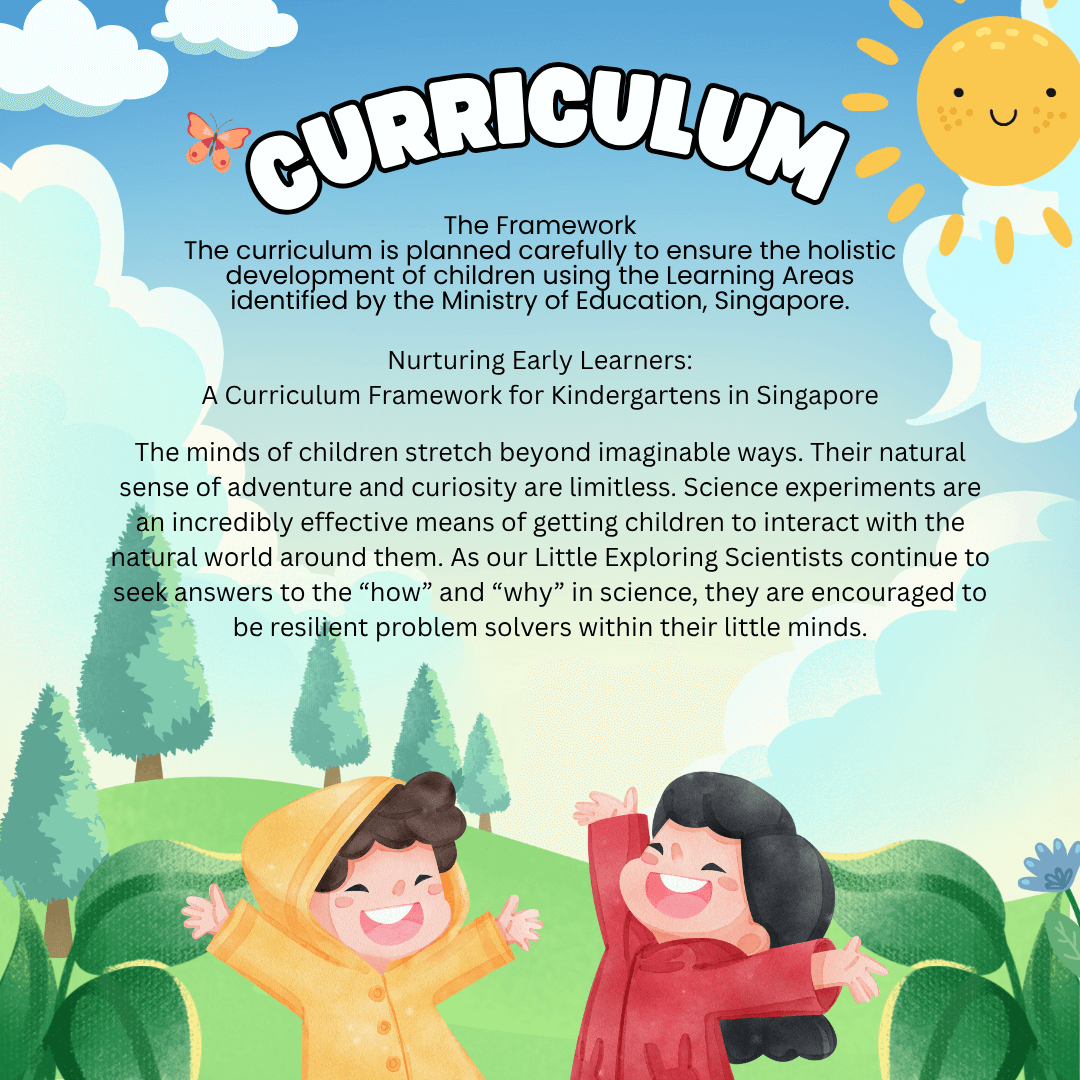 CURRICULUM
The Framework
The curriculum is planned carefully to ensure the holistic
development of children using the Learning Areas
identified by the Ministry of Education, Singapore.
Nurturing Early Learners:
A Curriculum Framework for Kindergartens in Singapore
The minds of children stretch beyond imaginable ways. Their natural
sense of adventure and curiosity are limitless. Science experiments are
an incredibly effective means of getting children to interact with the
natural world around them. As our Little Exploring Scientists continue to
seek answers to the “how” and “why” in science, they are encouraged to
be resilient problem solvers within their little minds.